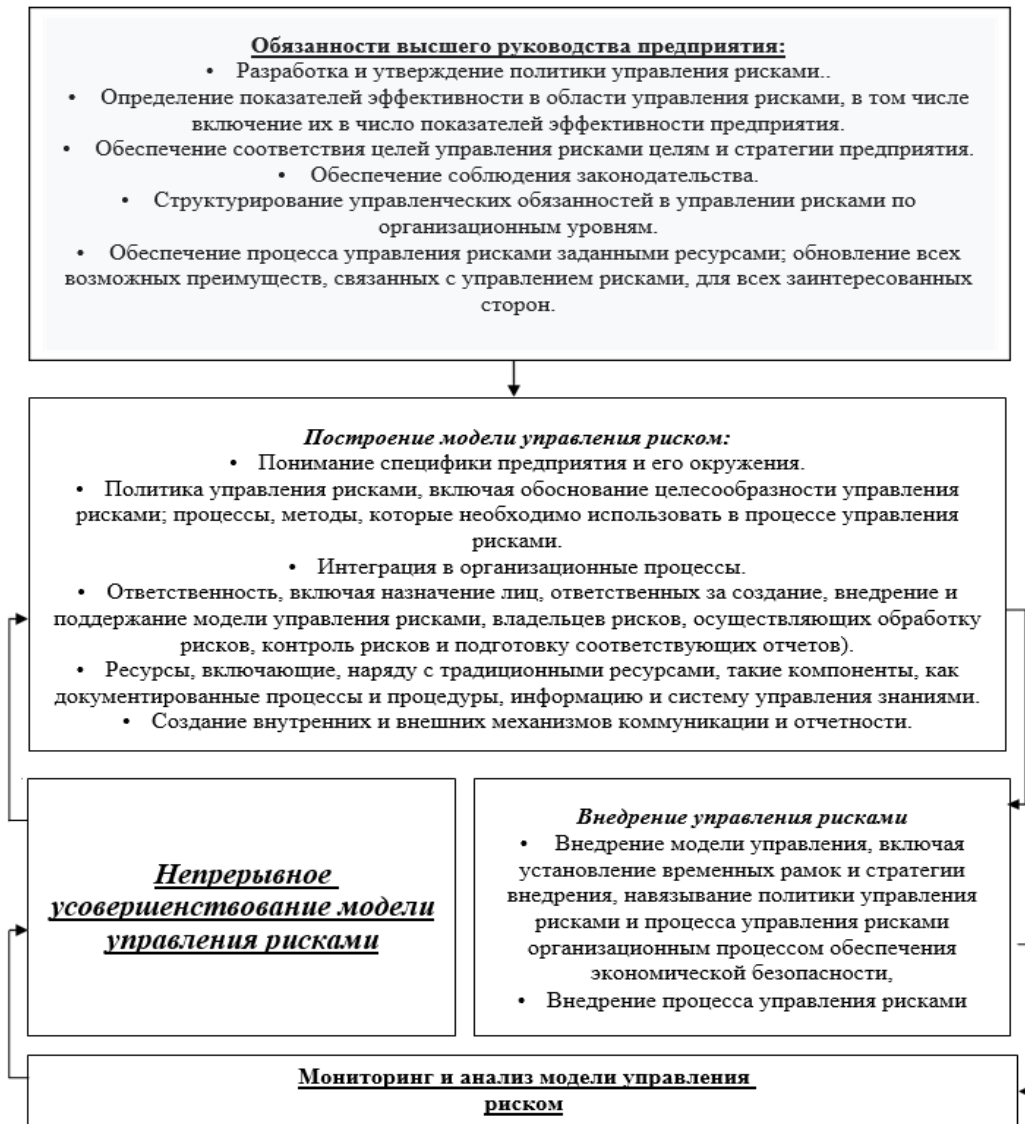 Обязанности высшего руководства предприятия:
• Разработка и утверждение политики управления рисками..
• Определение показателей эффективности в области управления рисками, в том числе
включение их в число показателей эффективности предприятия.
• Обеспечение соответствия целей управления рисками целям и стратегии предприятия.
• Обеспечение соблюдения законодательства.
• Структурирование управленческих обязанностей в управлении рисками по
организационным уровням.
• Обеспечение процесса управления рисками заданными ресурсами; обновление всех
возможных преимуществ, связанных с управлением рисками, для всех заинтересованных
сторон.
Построение модели управления риском:
• Понимание специфики предприятия и его окружения.
• Политика управления рисками, включая обоснование целесообразности управления
рисками; процессы, методы, которые необходимо использовать в процессе управления
рисками.
• Интеграция в организационные процессы.
• Ответственность, включая назначение лиц, ответственных за создание, внедрение и
поддержание модели управления рисками, владельцев рисков, осуществляющих обработку
рисков, контроль рисков и подготовку соответствующих отчетов).
• Ресурсы, включающие, наряду с традиционными ресурсами, такие компоненты, как
документированные процессы и процедуры, информацию и систему управления знаниями.
• Создание внутренних и внешних механизмов коммуникации и отчетности.
Непрерывное
усовершенствование модели
управления рисками
Внедрение управления рисками
• Внедрение модели управления, включая
установление временных рамок и стратегии
внедрения, навязывание политики управления
рисками и процесса управления рисками
организационным процессом обеспечения
экономической безопасности,
• Внедрение процесса управления рисками
Мониторинг и анализ модели управления
риском